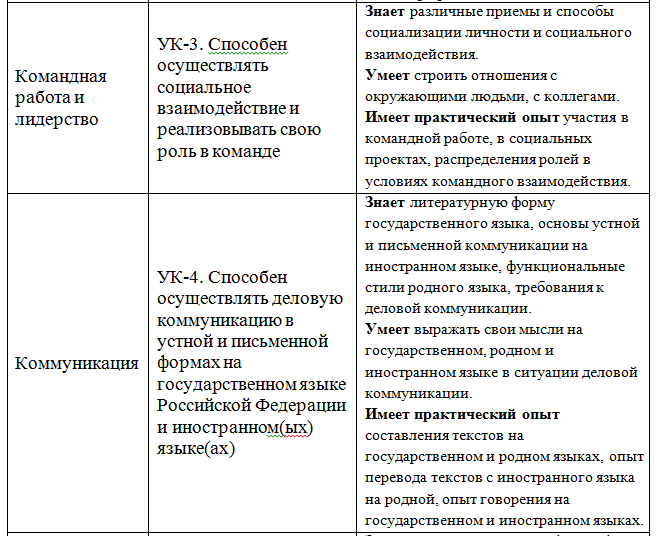 Командная
работа и
лидерство
УК-3. Способен
осуществлять
социальное
взаимодействие и
реализовывать свою
роль в команде
Знает различные приемы и способы
социализации личности и социального
взаимодействия.
Умеет строить отношения с
окружающими людьми, с коллегами.
Имеет практический опыт участия в
командной работе, в социальных
проектах, распределения ролей в
условиях командного взаимодействия.
Коммуникация
УК-4. Способен
осуществлять деловую
коммуникацию в
устной и письменной
формах на
государственном языке
Российской Федерации
и иностранном(ых)
языке(ах)
Знает литературную форму
государственного языка, основы устной
и письменной коммуникации на
иностранном языке, функциональные
стили родного языка, требования к
деловой коммуникации.
Умеет выражать свои мысли на
государственном, родном и
иностранном языке в ситуации деловой
коммуникации.
Имеет практический опыт
составления текстов на
государственном и родном языках, опыт
перевода текстов с иностранного языка
на родной, опыт говорения на
государственном и иностранном языках.